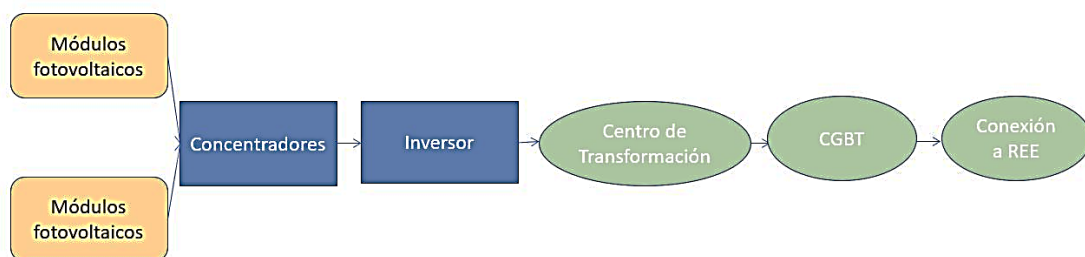 Módulos
fotovoltaicos
Concentradores
Inversor
Centro de
Transformación
CGBT
Conexión
a REE
Módulos
fotovoltaicos